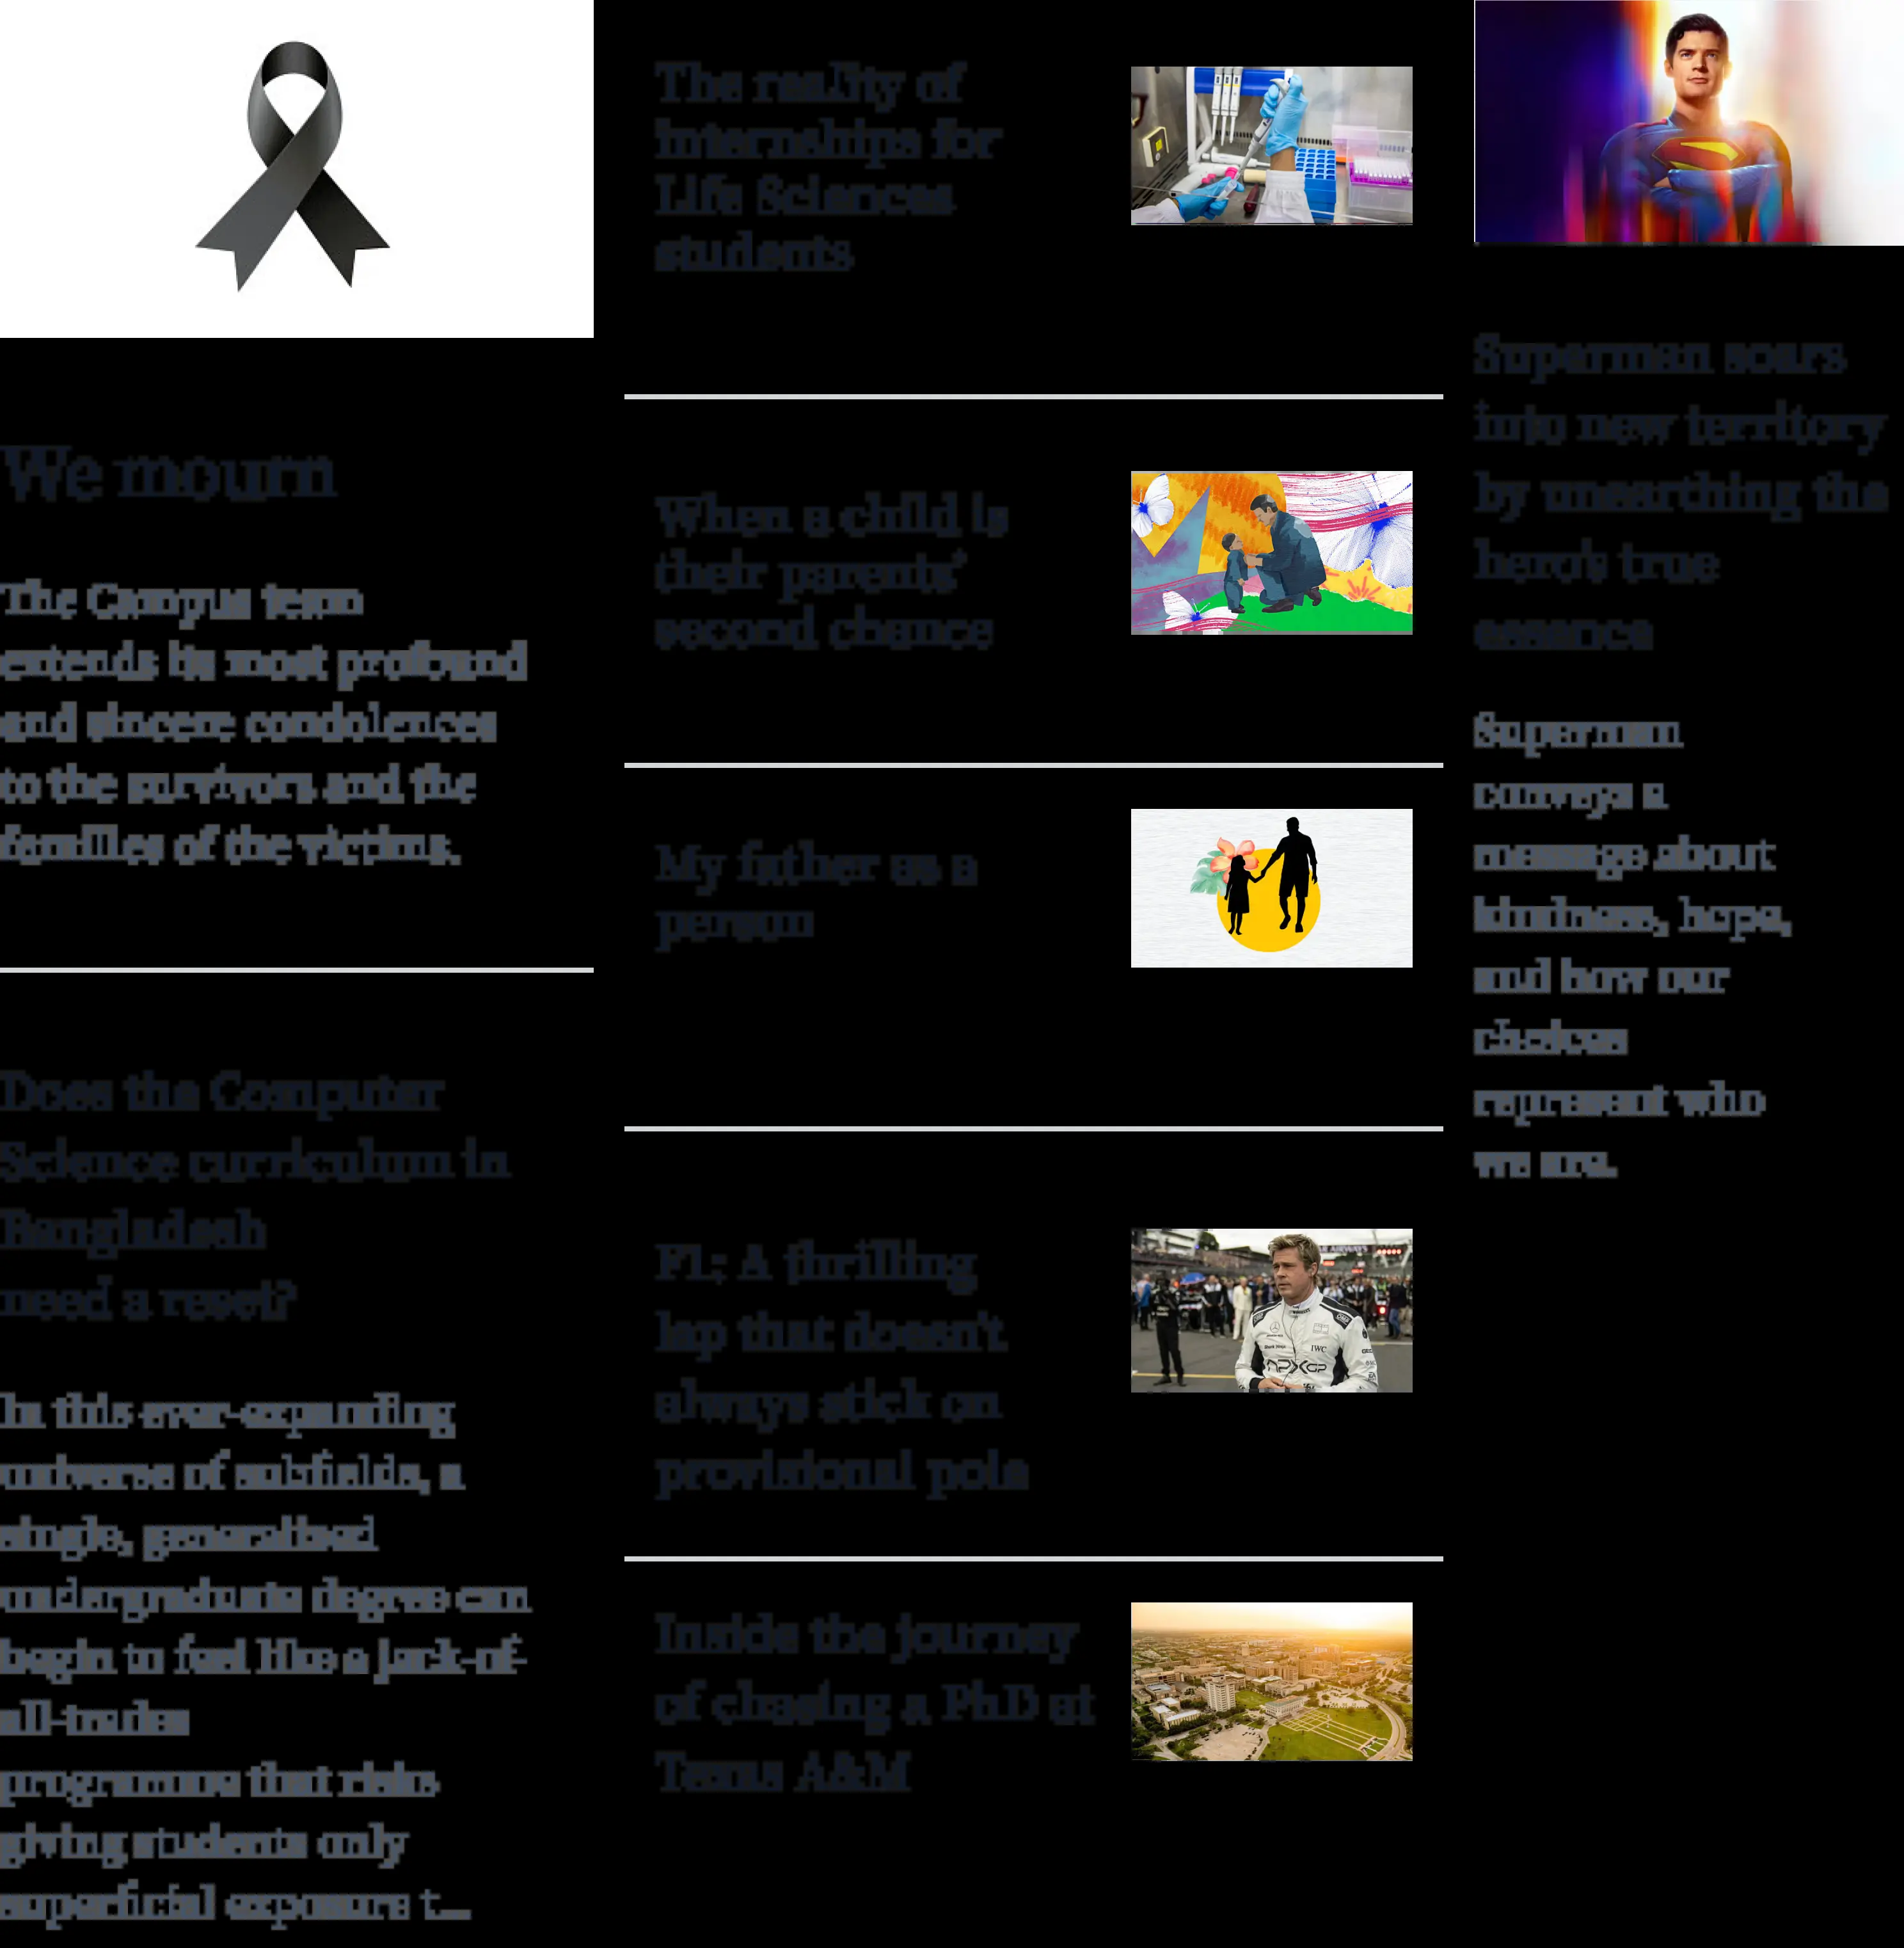 We mourn
The Campus team
extends its most profound
and sincere condolences
to the survivors and the
families of the victims.
Does the Computer
Science curriculum in
Bangladesh
need a reset?
In this ever-expanding
universe of subfields, a
single, generalised
undergraduate degree can
begin to feel like a jack-of-
all-trades
programme that risks
giving students only
superficial exposure t...
The reality of
internships for
Life Sciences
students
When a child is
their parents'
second chance
My father as a
person
F1: A thrilling
lap that doesn't
always stick on
provisional pole
IWC
APXGP
Inside the journey
of chasing a PhD at
Texas A&M
Superman soars
into new territory
by unearthing the
hero's true
essence
Superman
conveys a
message about
kindness, hope,
and how our
choices
represent who
we are.